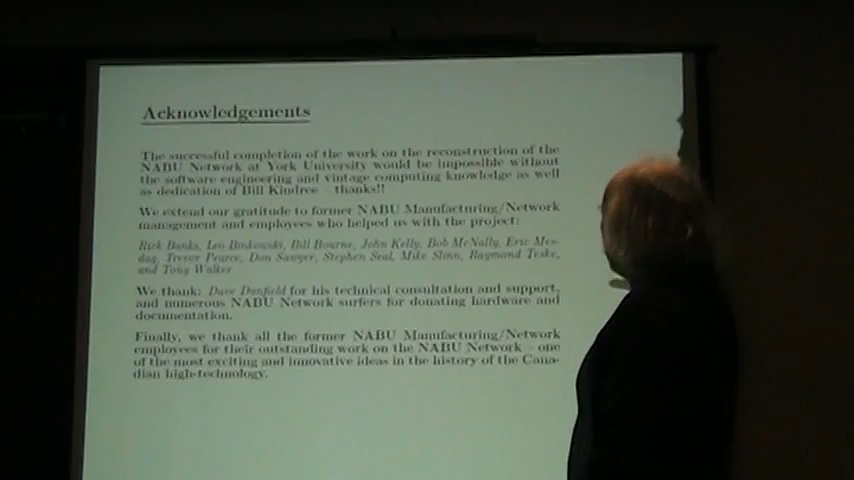 Acknowledgements
The successful completion of the work on the reconstruction of the
NABU Network at York University would be impossible without
the software engineering and vintage computing knowledge as well
as dedication of Bill Kindree – thanks!!
We extend our gratitude to former NABU Manufacturing/Network
management and employees who helped us with the project:
Rick Banks, Leo Binkowski, Bill Bourne, John Kelly, Bob McNally, Eric Mes-
dag, Trevor Pearce, Don Sawyer, Stephen Seal, Mike Slinn, Raymond Teske,
and Tony Walker
We thank: Dave Dunfield for his technical consultation and support,
and numerous NABU Network surfers for donating hardware and
documentation.
Finally, we thank all the former NABU Manufacturing/Network
employees for their outstanding work on the NABU Network – one
of the most exciting and innovative ideas in the history of the Cana-
dian high-technology.